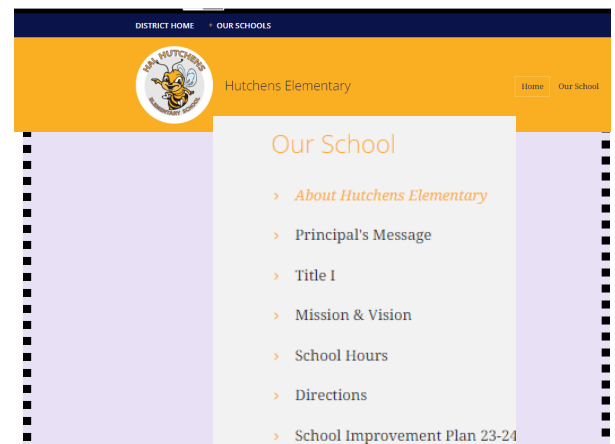 DISTRICT HOME OUR SCHOOLS
HAL HUTCHENS
ELEMENTARY SCHOOL
Hutchens Elementary
Home Our School
Our School
About Hutchens Elementary
Principal's Message
Title I
Mission & Vision
School Hours
Directions
School Improvement Plan 23-24